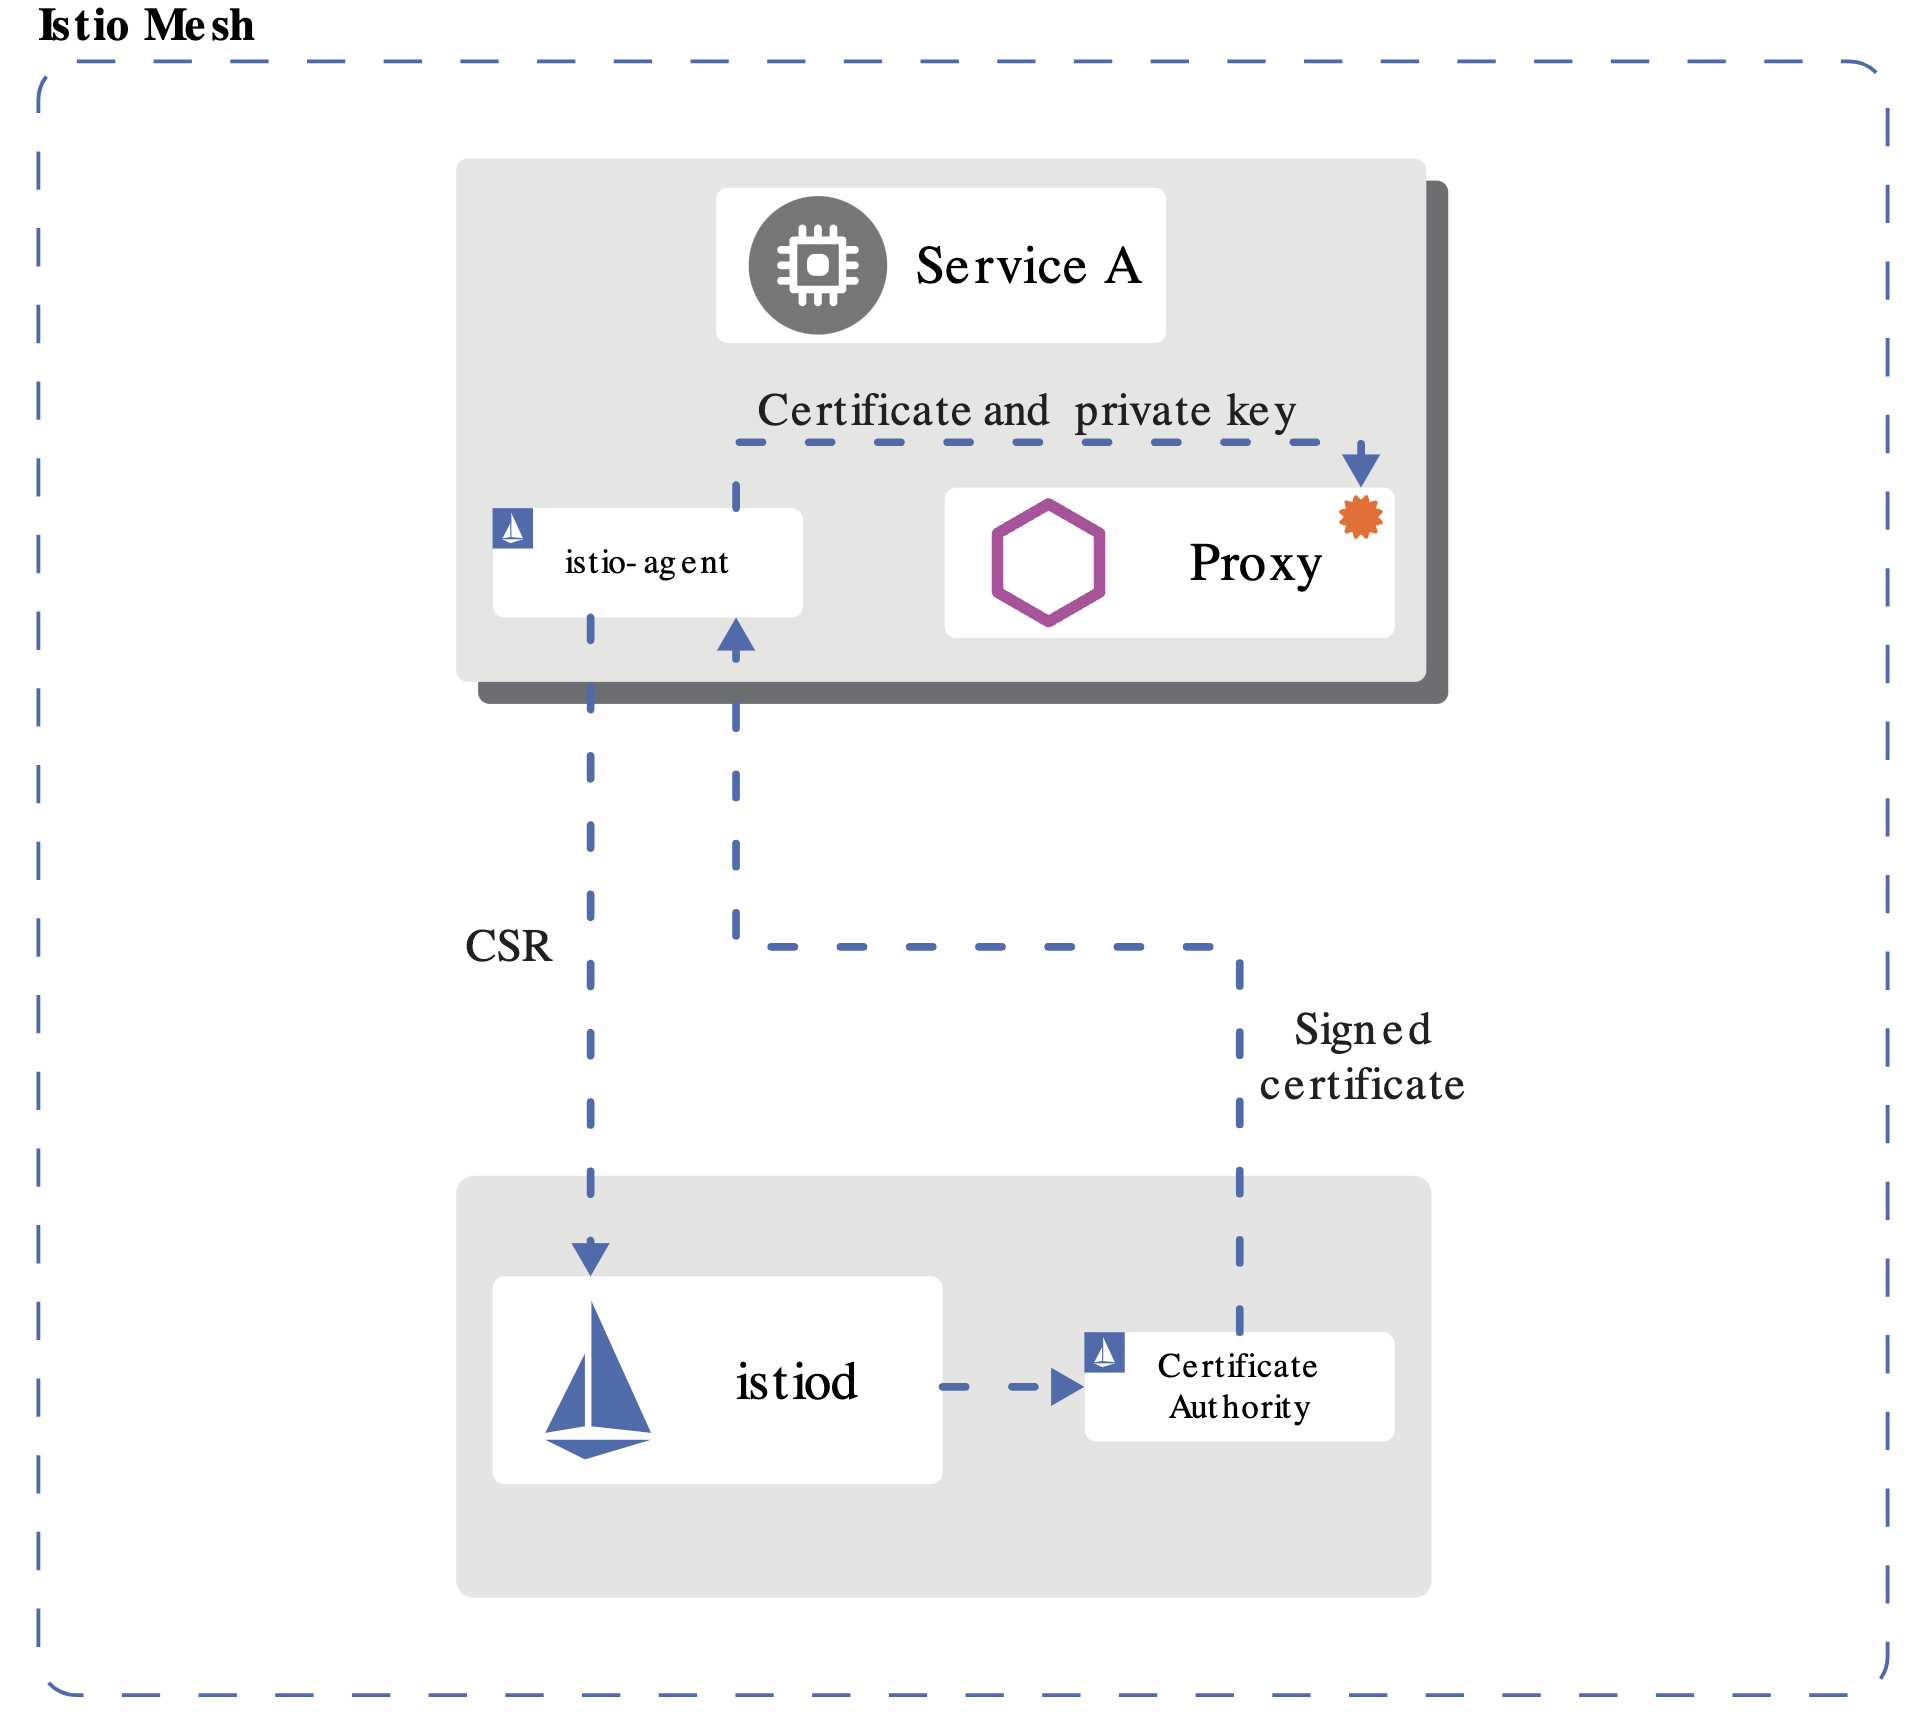 Istio Mesh
Service A
Certificate and private key
istio-agent
Proxy
CSR
Signed
certificate
istiod
Certificate
Authority